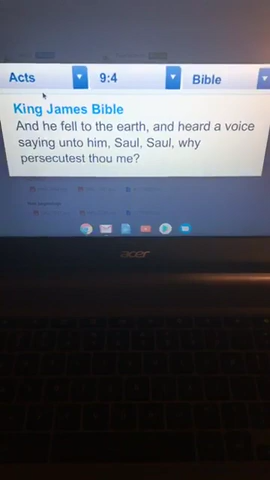 Acts 9:4 Bible
King James Bible
And he fell to the earth, and heard a voice
saying unto him, Saul, Saul, why
persecutest thou me?
acer